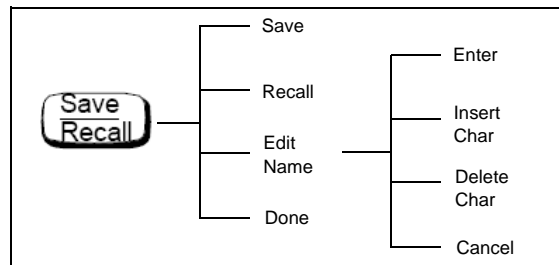 Save
Recall
Save
Recall
Edit
Name
Done
Enter
Insert
Char
Delete
Char
Cancel